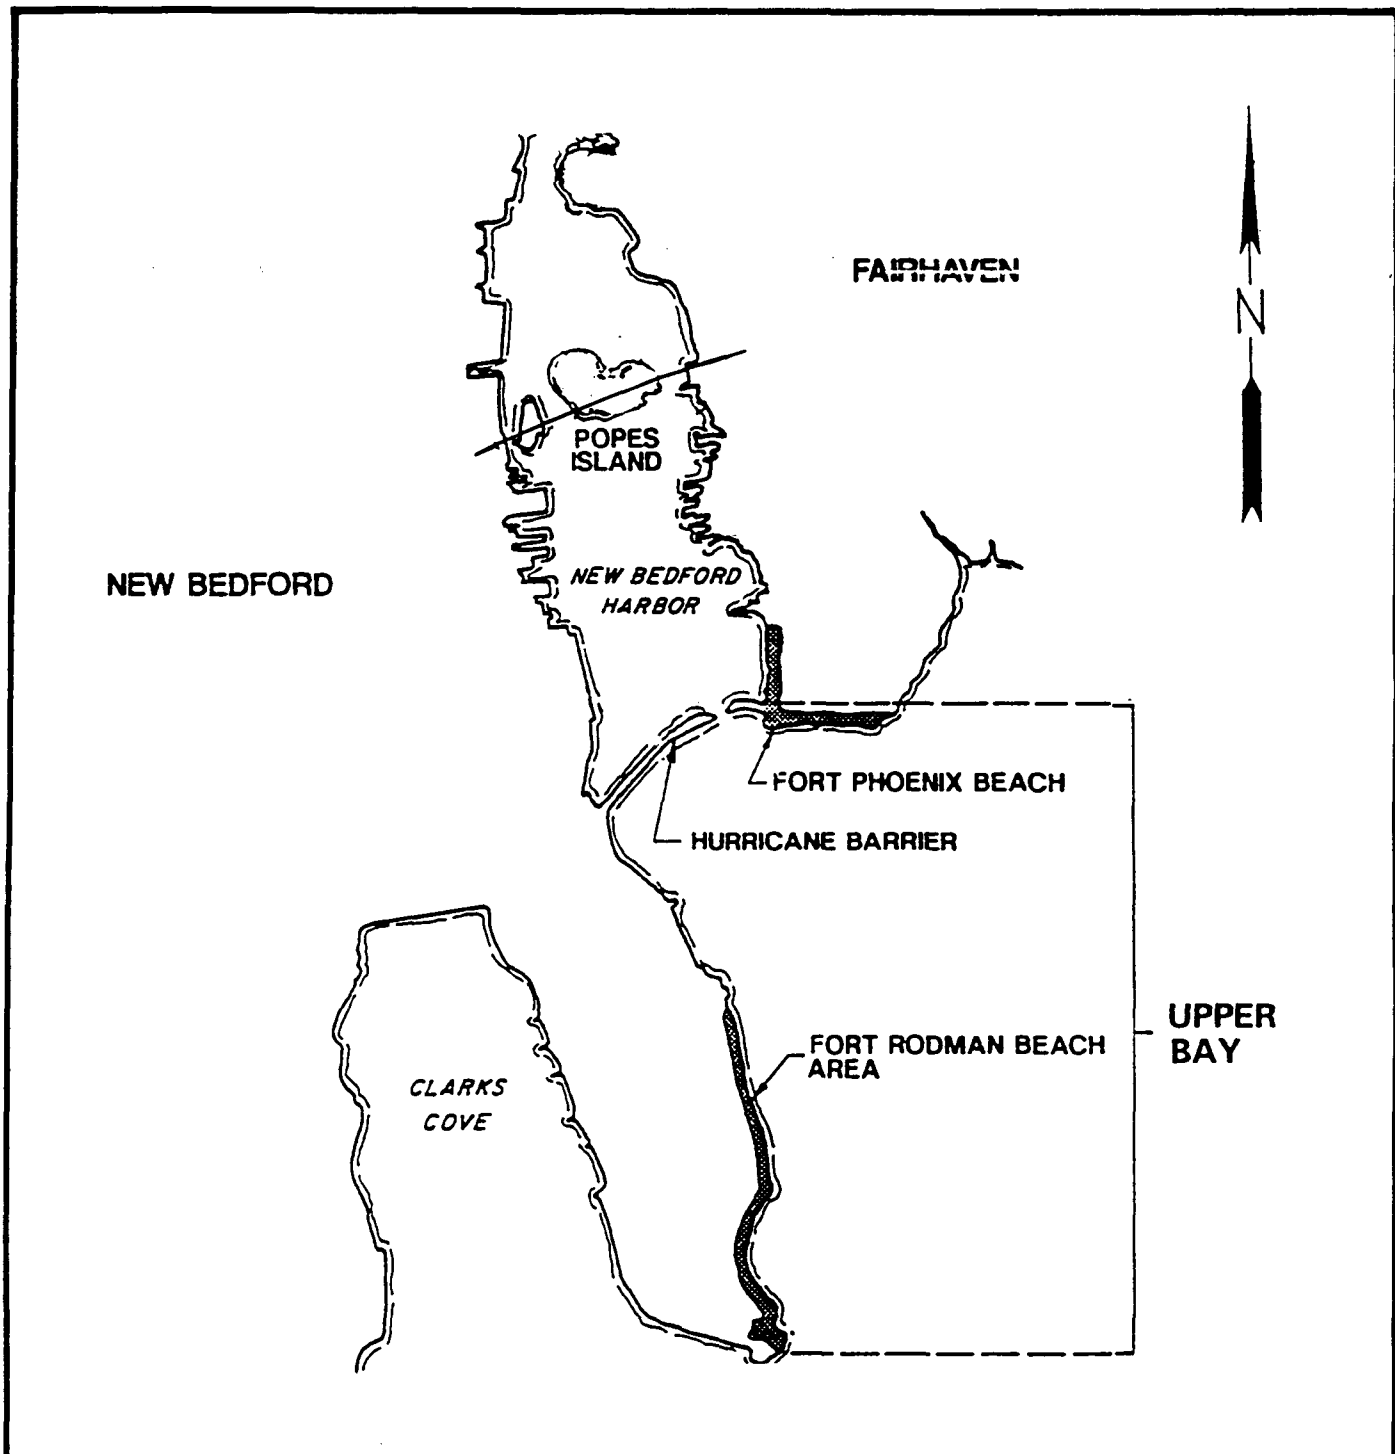 FAIRHAVEN
N
POPES
ISLAND
NEW BEDFORD
NEW BEDFORD
HARBOR
FORT PHOENIX BEACH
HURRICANE BARRIER
UPPER
BAY
FORT RODMAN BEACH
AREA
CLARKS
COVE